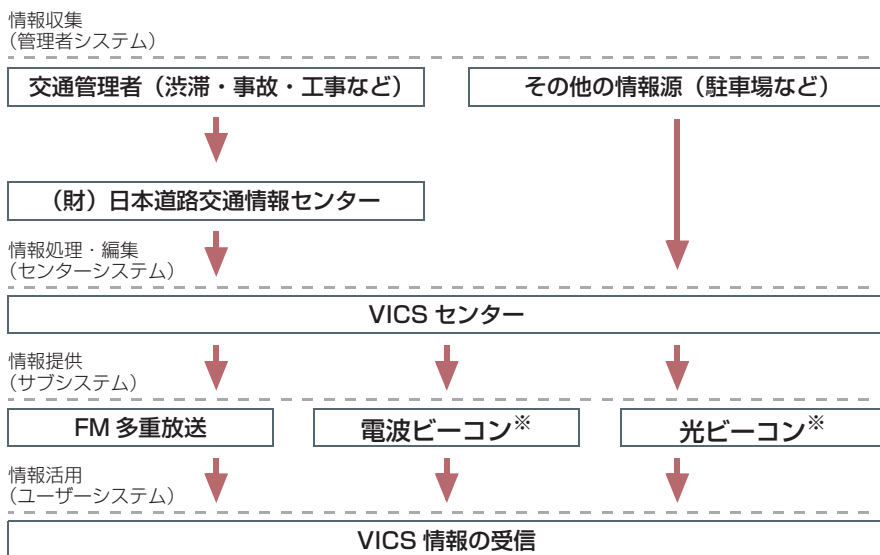 情報収集
（管理者システム）
交通管理者（渋滞・事故・工事など）
その他の情報源（駐車場など）
（財）日本道路交通情報センター
情報処理・編集
（センターシステム）
VICS センター
情報提供
（サブシステム）
FM 多重放送
電波ビーコン※
光ビーコン※
情報活用
（ユーザーシステム）
VICS 情報の受信